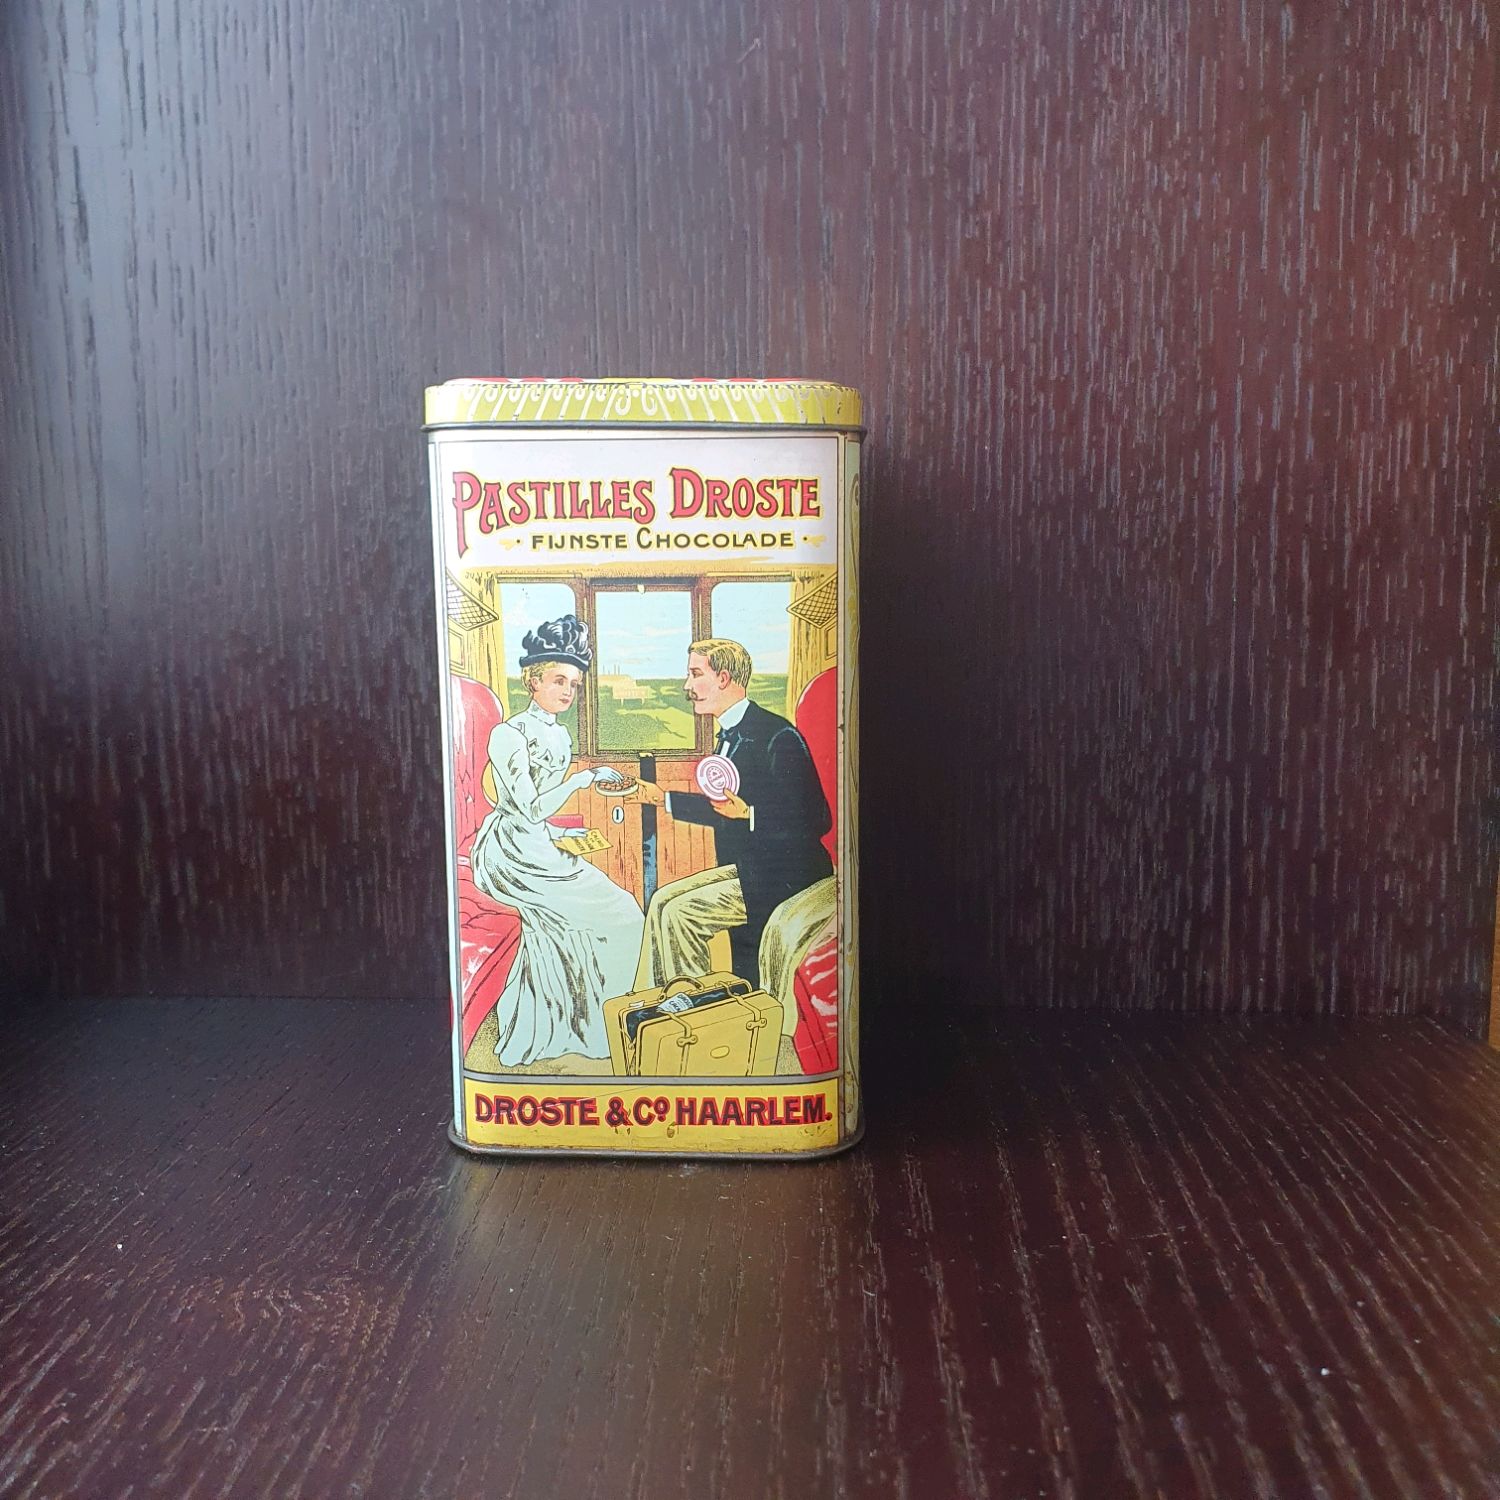 PASTILLES DROSTE
FIJNSTE CHOCOLADE
DROSTE & Cº HAARLEM.